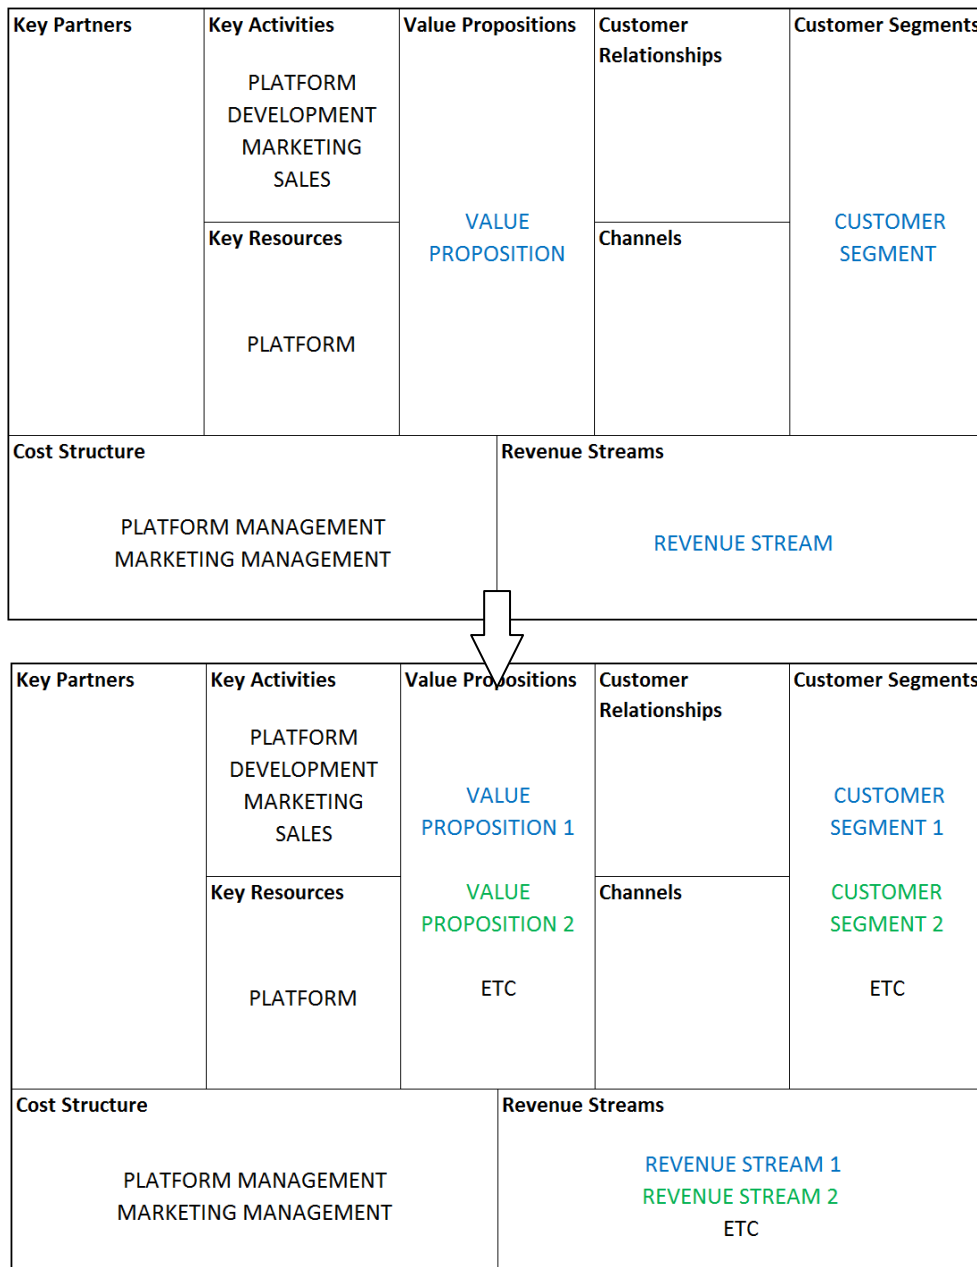 Key Partners
Key Activities
PLATFORM
DEVELOPMENT
MARKETING
SALES
Key Resources
PLATFORM
Value Propositions
VALUE
PROPOSITION
Customer
Relationships
Channels
Customer Segments
CUSTOMER
SEGMENT
Cost Structure
PLATFORM MANAGEMENT
MARKETING MANAGEMENT
Revenue Streams
REVENUE STREAM
Key Partners
Key Activities
PLATFORM
DEVELOPMENT
MARKETING
SALES
Key Resources
PLATFORM
Value Propositions
VALUE
PROPOSITION 1
VALUE
PROPOSITION 2
ETC
Customer
Relationships
Channels
Customer Segments
CUSTOMER
SEGMENT 1
CUSTOMER
SEGMENT 2
ETC
Cost Structure
PLATFORM MANAGEMENT
MARKETING MANAGEMENT
Revenue Streams
REVENUE STREAM 1
REVENUE STREAM 2
ETC